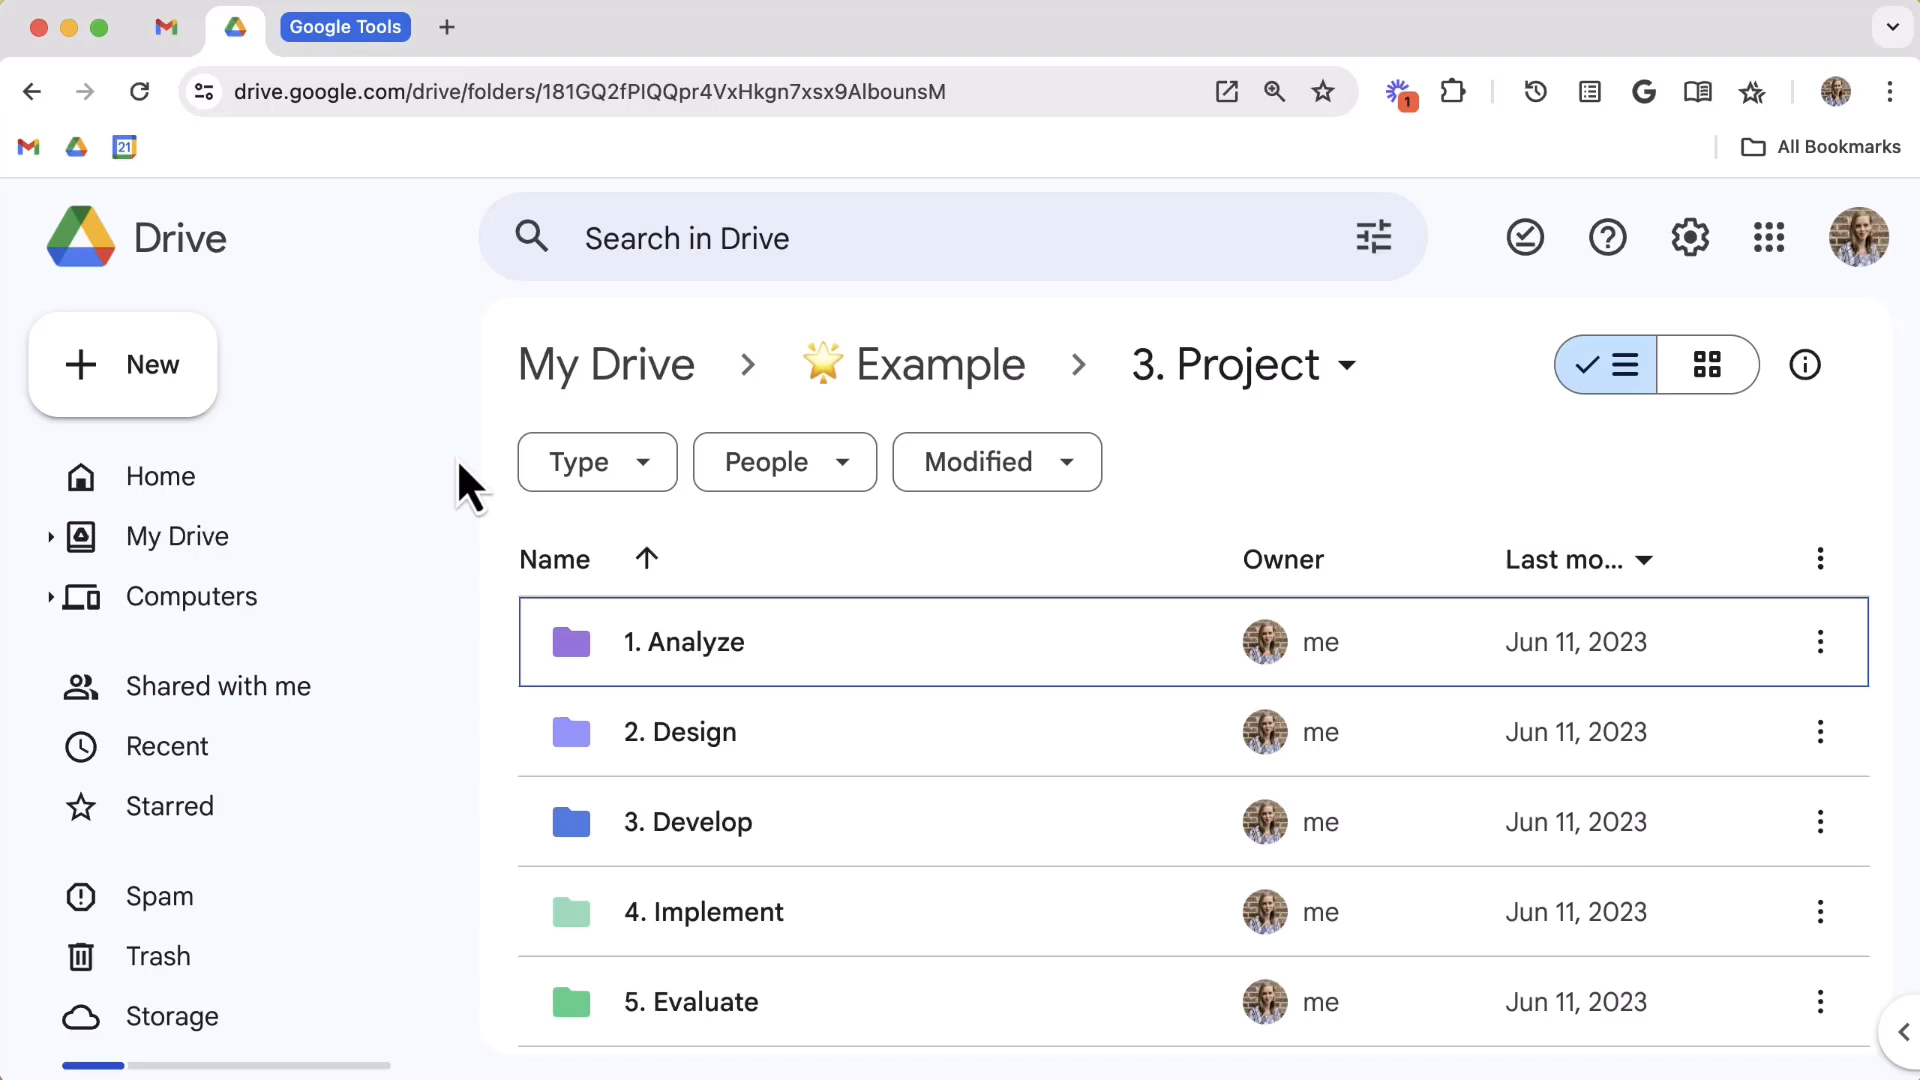 Google Tools
drive.google.com/drive/folders/181GQ2fPIQQpr4VxHkgn7xsx9AlbounsM
1
21
All Bookmarks
Drive
Search in Drive
New
My Drive
Example
3. Project
Type
People
Modified
Home
My Drive
Computers
Shared with me
Recent
Starred
Spam
Trash
Storage
Name
Owner
Last mo...
1. Analyze
me
Jun 11, 2023
2. Design
me
Jun 11, 2023
3. Develop
me
Jun 11, 2023
4. Implement
me
Jun 11, 2023
5. Evaluate
me
Jun 11, 2023